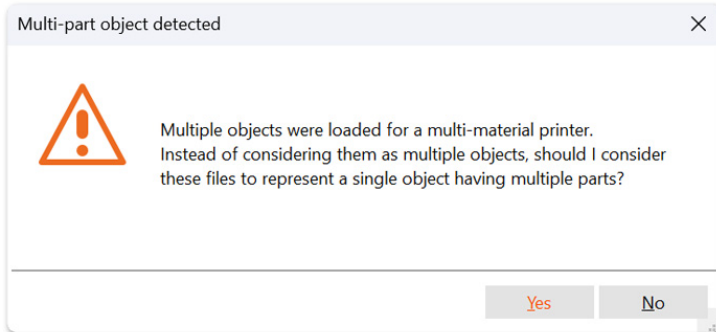 Multi-part object detected
Multiple objects were loaded for a multi-material printer.
Instead of considering them as multiple objects, should I consider
these files to represent a single object having multiple parts?
Yes
No